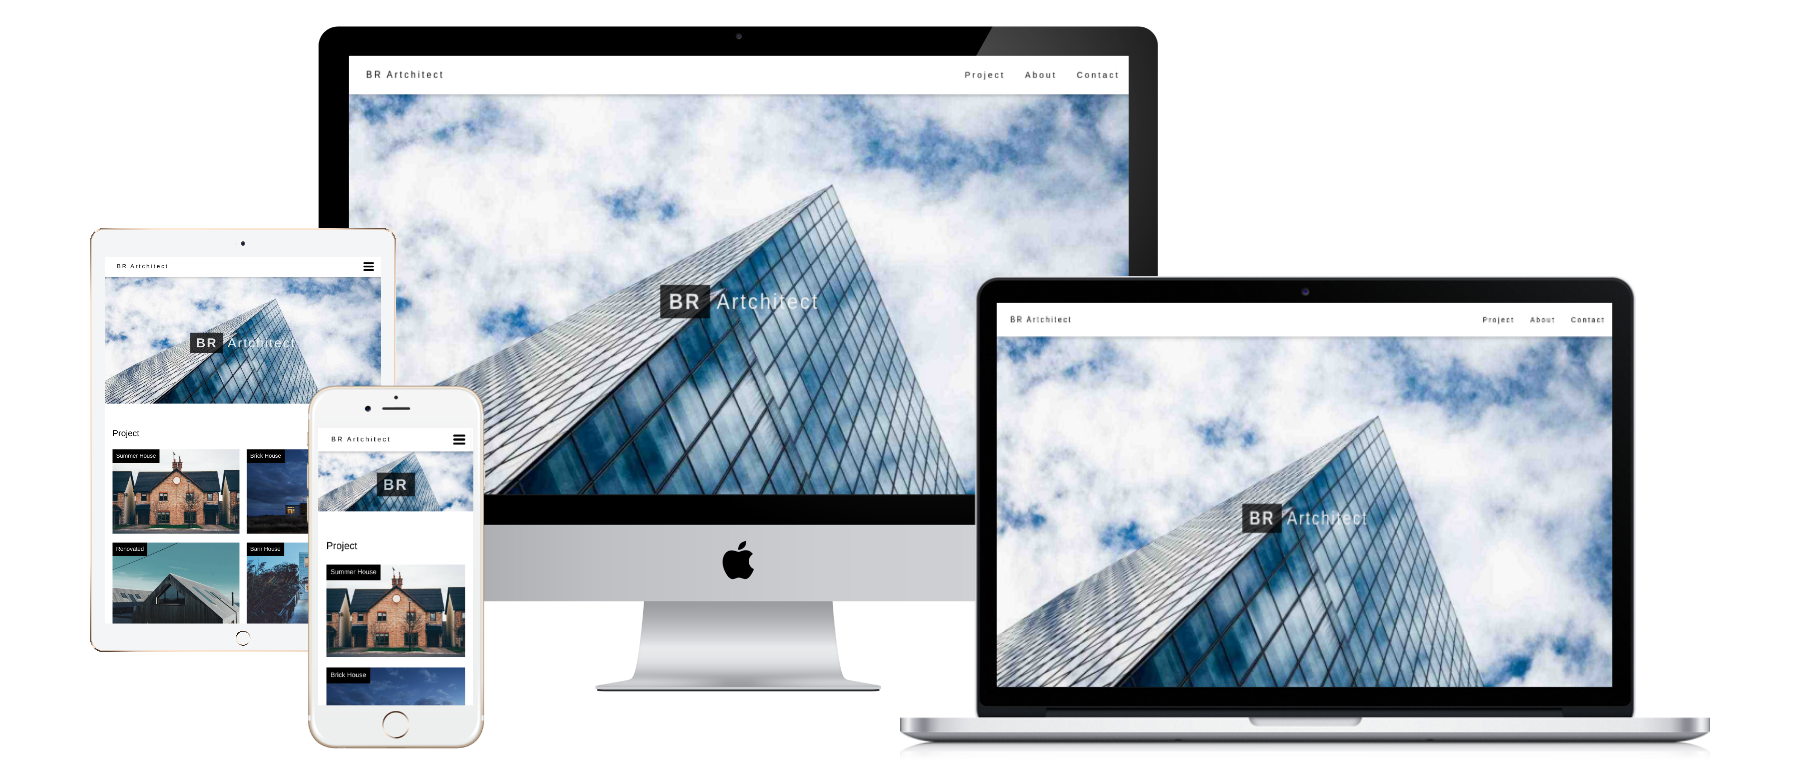 BR Artchitect
Project About Contact
BR Artchitect
BR Artchitect
BR Artchitect
Project
Summer House
Brick House
Renovated
Barn House
BR Artchitect
BR
Project
Summer House
Brick House
BR Artchitect
Project About Contact
BR Artchitect